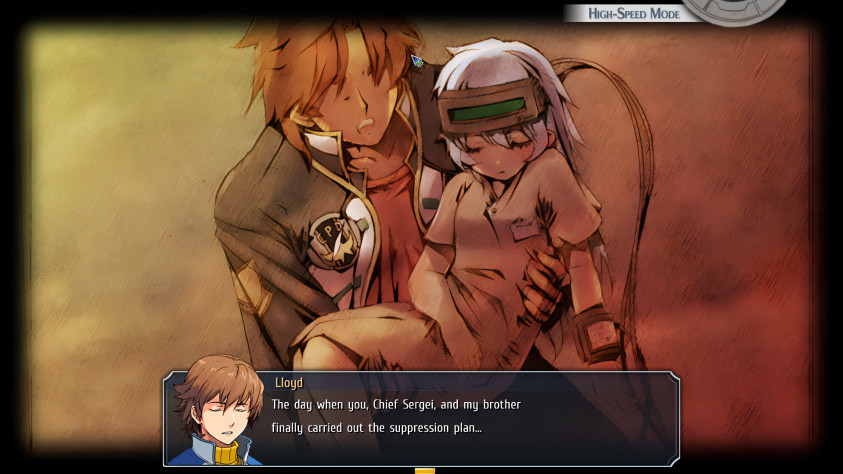 High-Speed Mode
CPD
Lloyd
The day when you, Chief Sergei, and my brother
finally carried out the suppression plan...